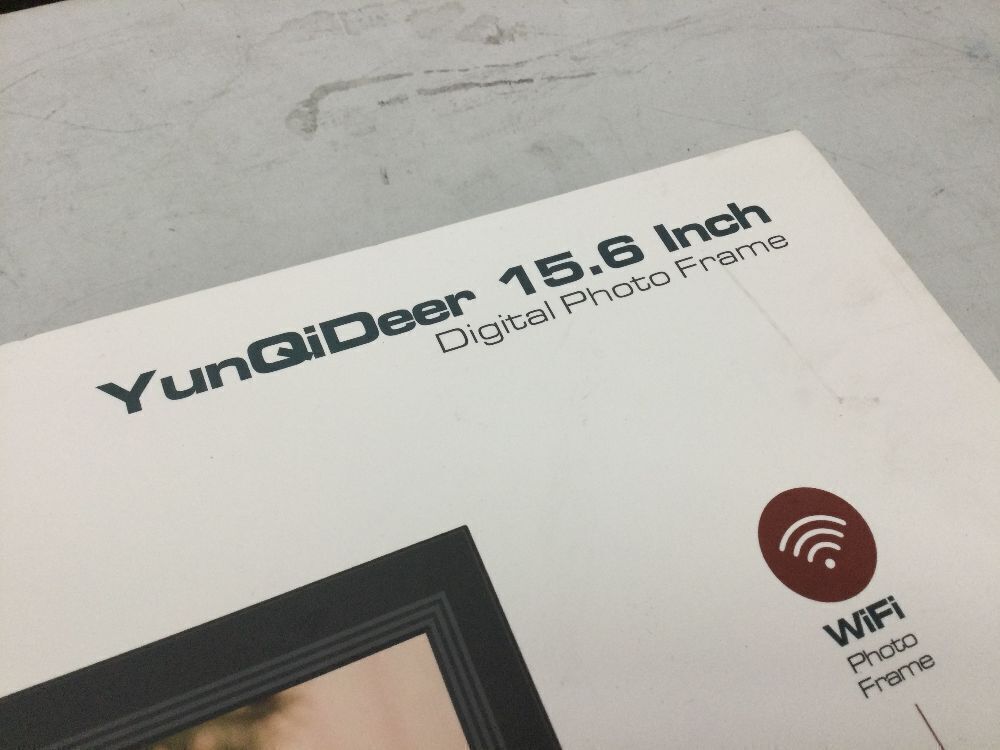 YunQiDeer 15.6 Inch
Digital Photo Frame
WiFi
Photo
Frame